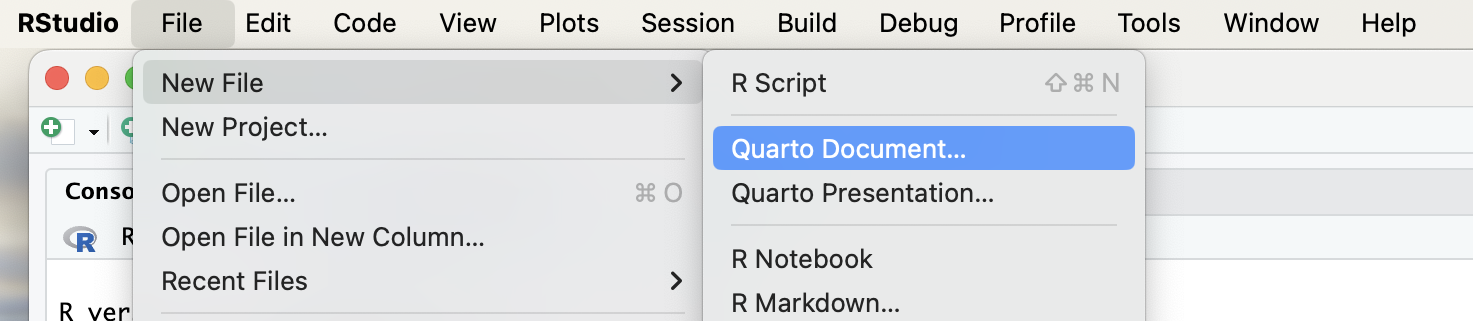 RStudio File Edit Code View Plots Session Build Debug Profile Tools Window Help
New File
New Project...
Open File... ⌘ O
Open File in New Column...
Recent Files
R Script ⇧ ⌘ N
Quarto Document...
Quarto Presentation...
R Notebook
R Markdown...
Conso
R
R ver